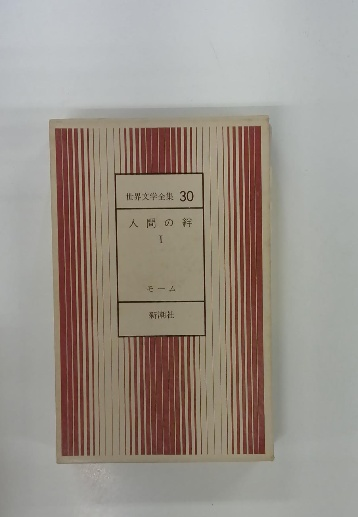 世界文学全集 30
人間の絆
I
モーム
新潮社